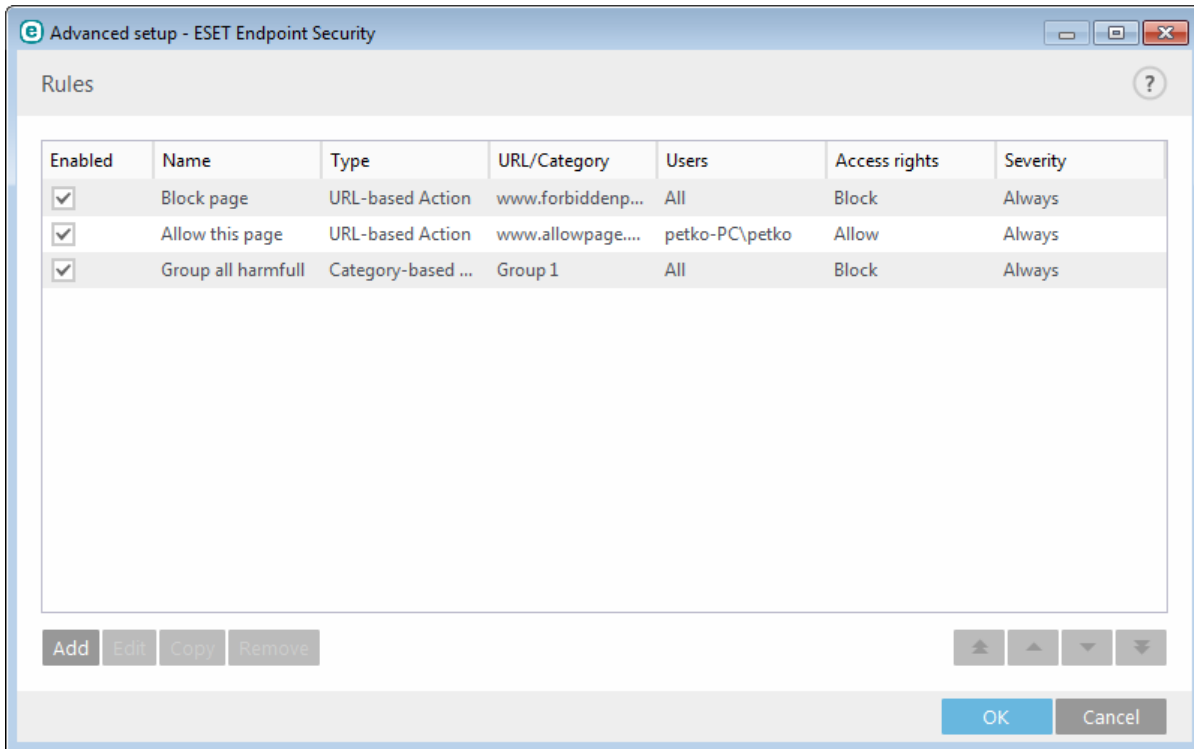 e Advanced setup - ESET Endpoint Security
Rules ?
Enabled Name Type URL/Category Users Access rights Severity
Block page URL-based Action www.forbiddenp... All Block Always
Allow this page URL-based Action www.allowpage.... petko-PC\petko Allow Always
Group all harmfull Category-based ... Group 1 All Block Always
Add Edit Copy Remove
OK Cancel